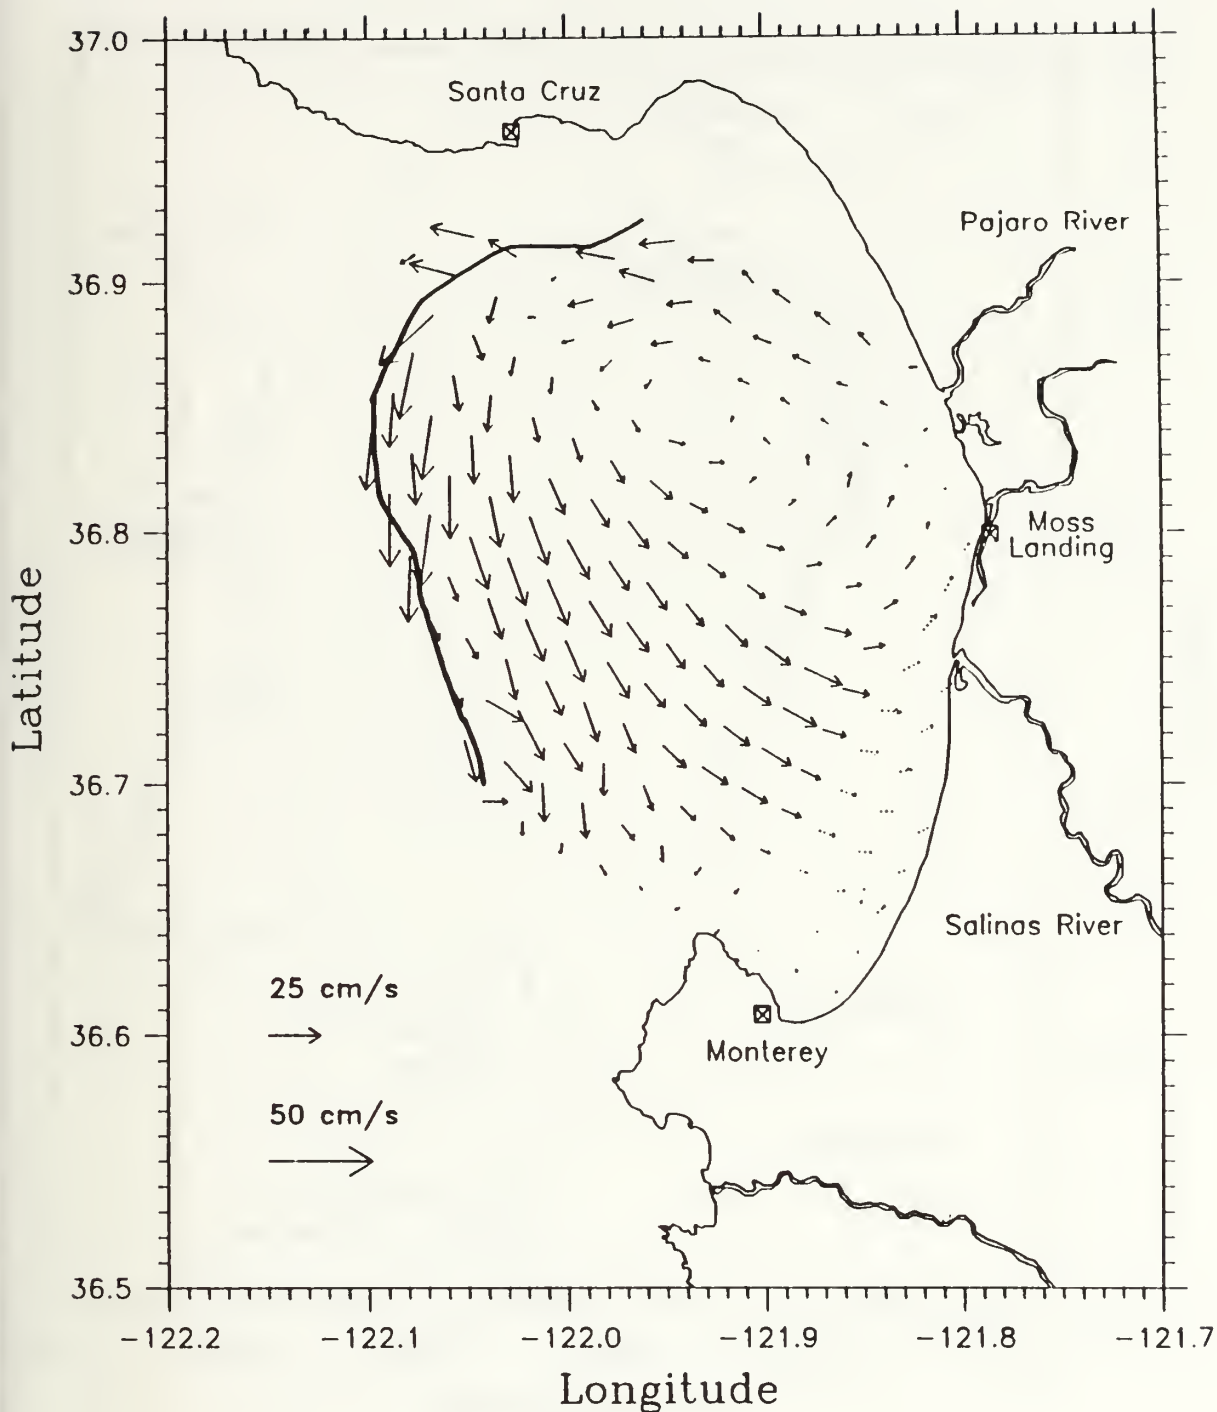 37.0
Santa Cruz
Pajaro River
36.9
36.8
Moss
Landing
Latitude
36.7
Salinas River
25 cm/s
36.6
Monterey
50 cm/s
36.5
-122.2
-122.1
-122.0
-121.9
-121.8
-121.7
Longitude